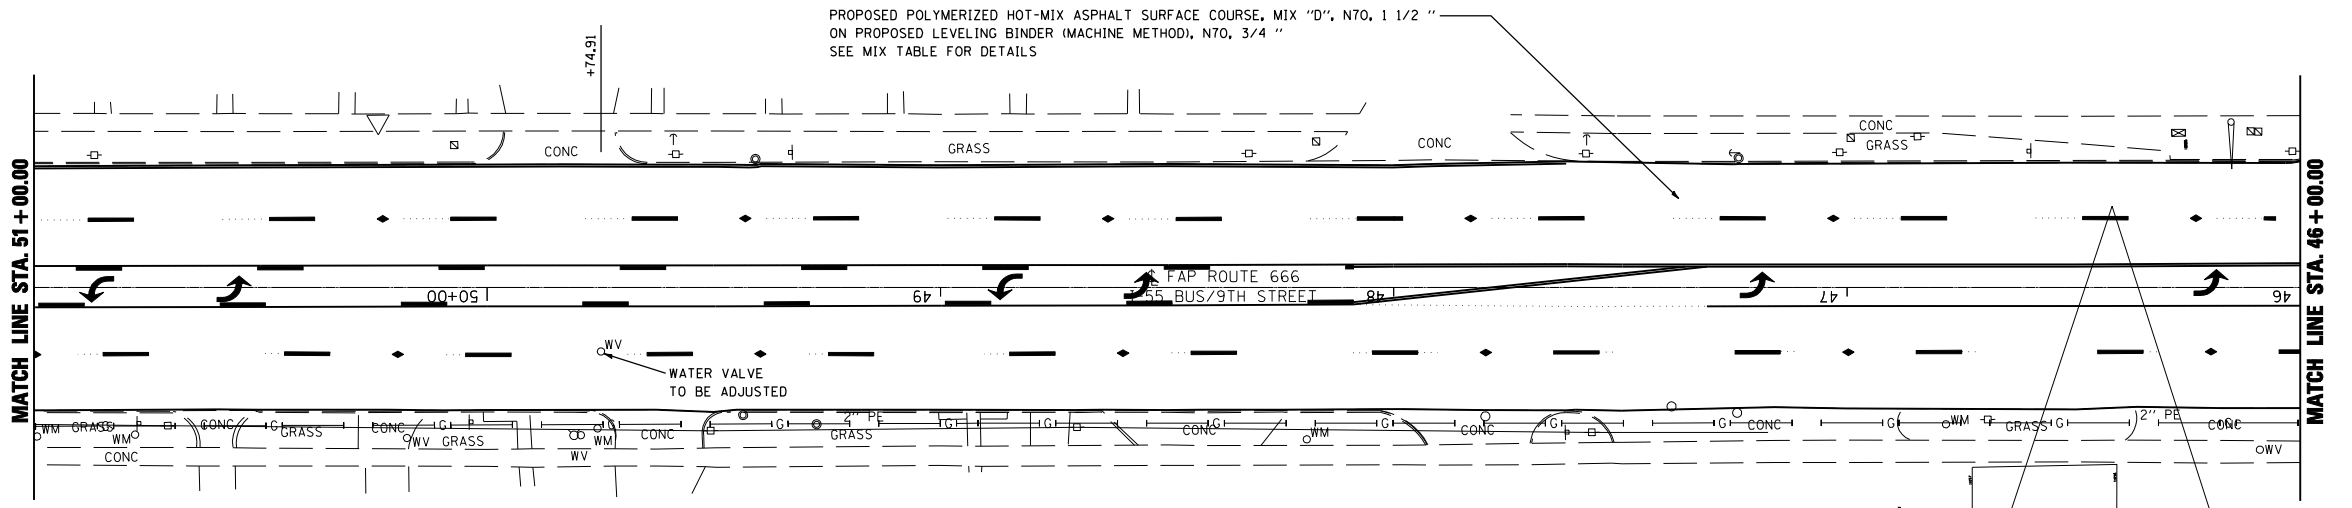 PROPOSED POLYMERIZED HOT-MIX ASPHALT SURFACE COURSE, MIX "D", N70, 1 1/2 "
ON PROPOSED LEVELING BINDER (MACHINE METHOD), N70, 3/4 "
SEE MIX TABLE FOR DETAILS
+74.91
MATCH LINE STA. 51 + 00.00
MATCH LINE STA. 46 + 00.00
CONC
GRASS
CONC
CONC
GRASS
℄ FAP ROUTE 666
I-55 BUS/9TH STREET
50+00
49
48
47
46
WV
WATER VALVE
TO BE ADJUSTED
WM
GRASS
G
WM
CONC
G
GRASS
CONC
WV
G
GRASS
WV
WM
G
CONC
G
2" PE
GRASS
G
G
CONC
G
WM
G
CONC
G
G
CONC
G
WM
GRASS
G
2" PE
CONC
G
WV
CONC